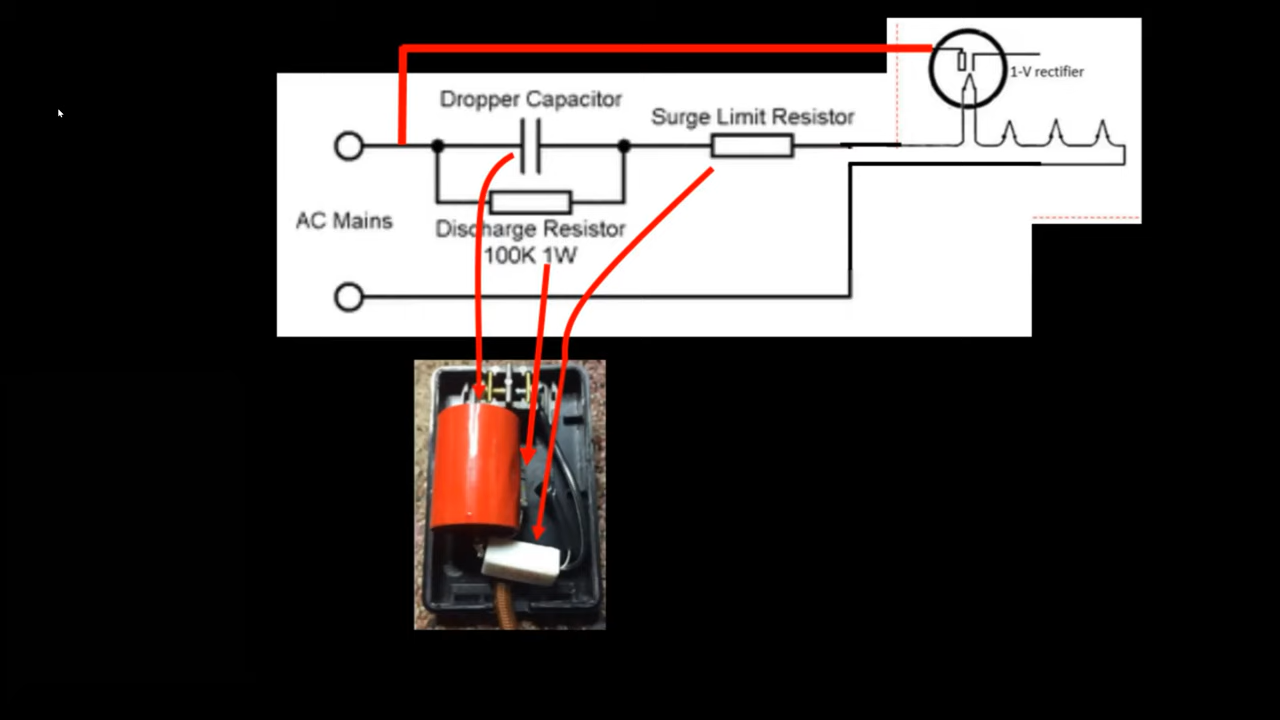 1-V rectifier
Dropper Capacitor
Surge Limit Resistor
AC Mains
Discharge Resistor
100K 1W